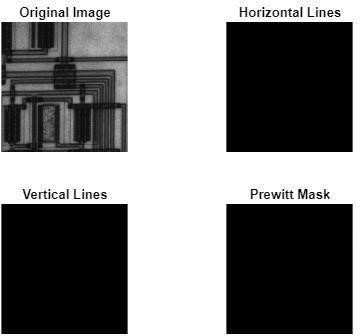 Original Image
Horizontal Lines
Vertical Lines
Prewitt Mask